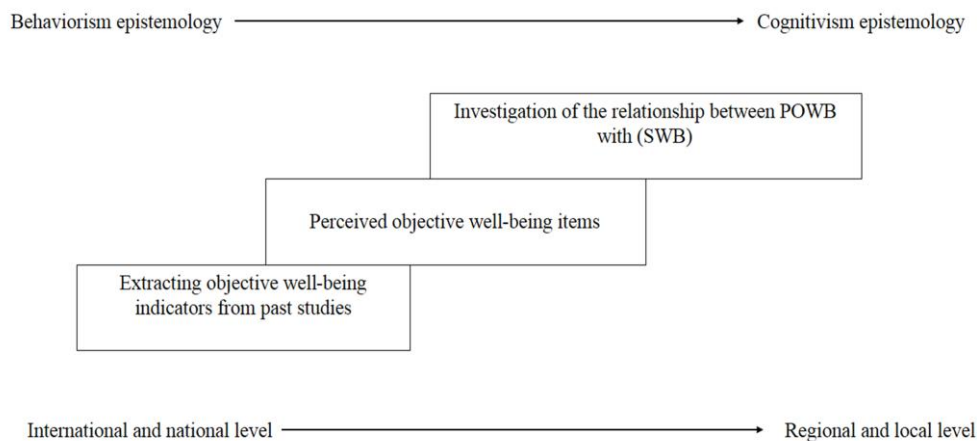 Behaviorism epistemology
Cognitivism epistemology
Investigation of the relationship between POWB
with (SWB)
Perceived objective well-being items
Extracting objective well-being
indicators from past studies
International and national level
Regional and local level